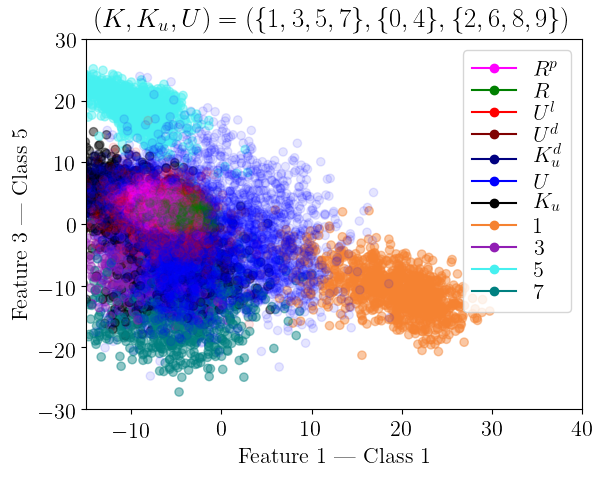 (K, K_u, U) = ({1, 3, 5, 7}, {0, 4}, {2, 6, 8, 9})
30
20
10
0
−10
−20
−30
Feature 3 — Class 5
R^p
R
U^l
U^d
K_u^d
U
K_u
1
3
5
7
−10
0
10
20
30
40
Feature 1 — Class 1